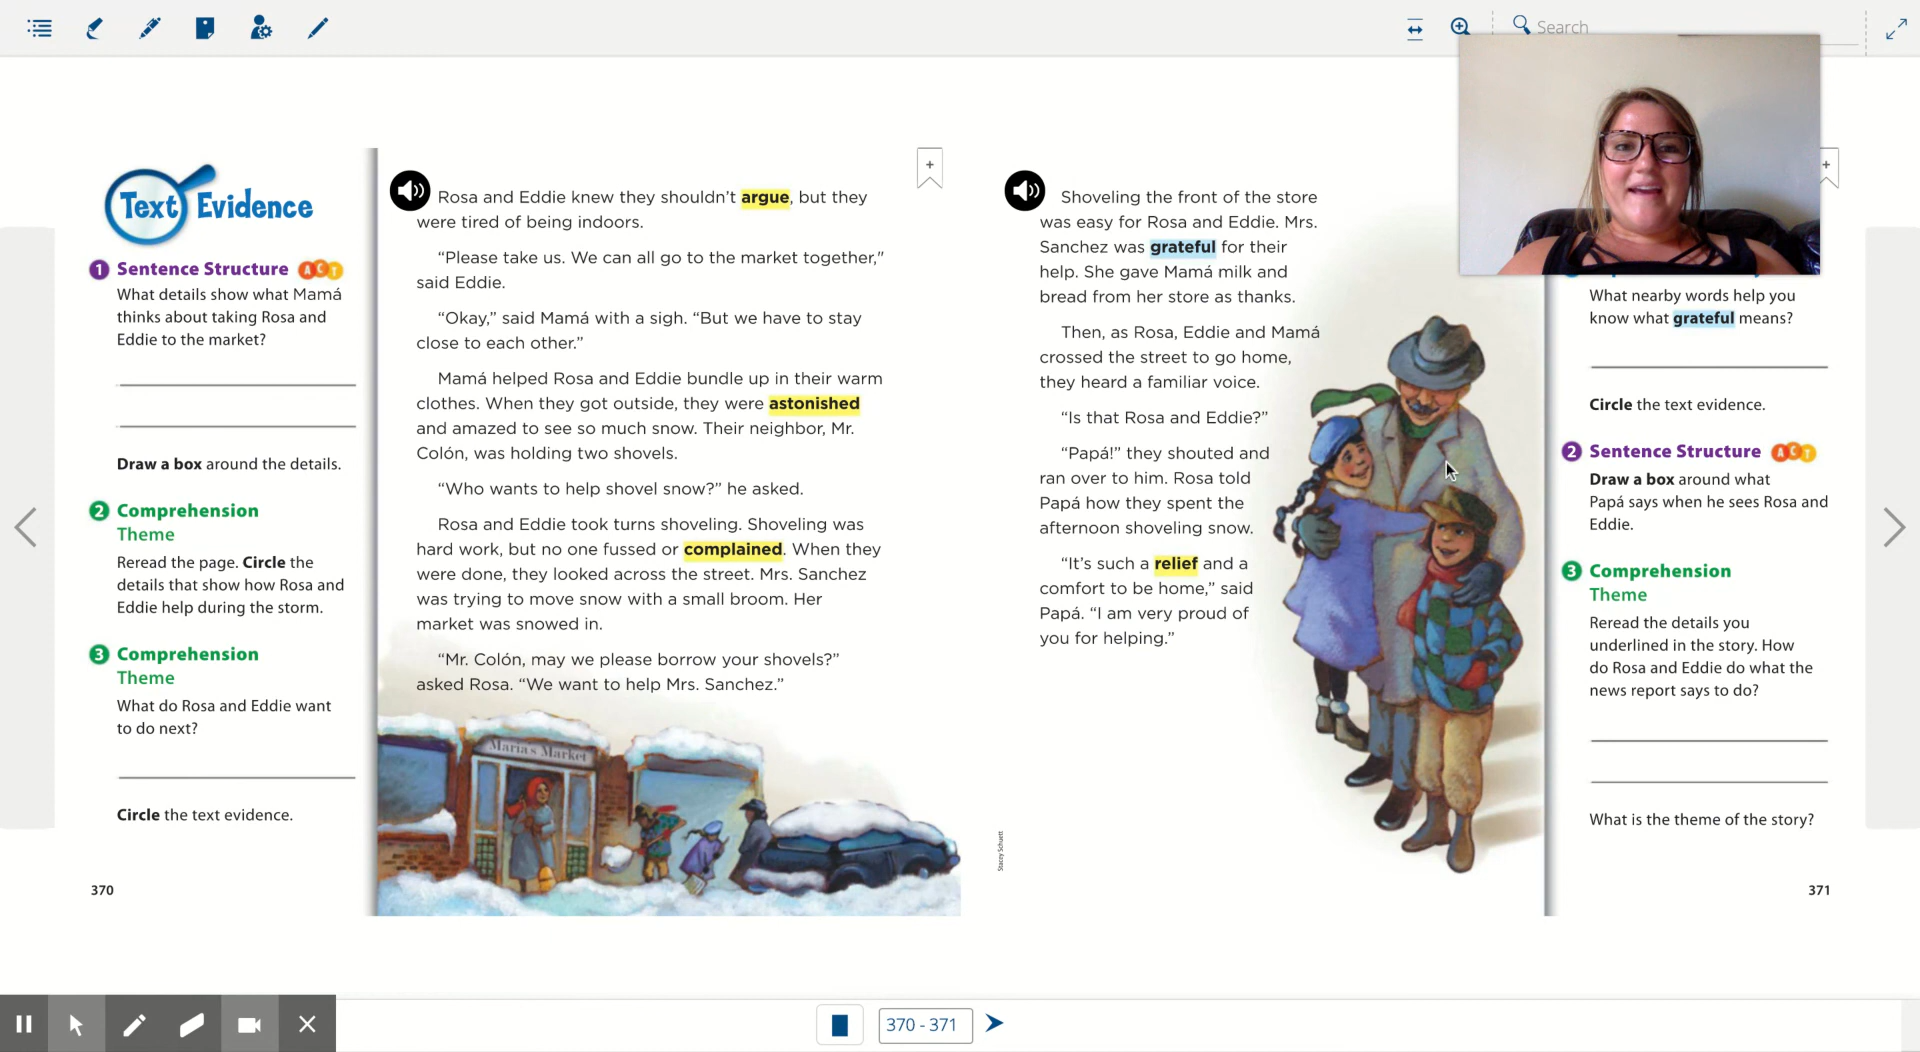 Search
Text Evidence
1 Sentence Structure ACT
What details show what Mamá
thinks about taking Rosa and
Eddie to the market?
Draw a box around the details.
2 Comprehension
Theme
Reread the page. Circle the
details that show how Rosa and
Eddie help during the storm.
3 Comprehension
Theme
What do Rosa and Eddie want
to do next?
Circle the text evidence.
370
Rosa and Eddie knew they shouldn’t argue, but they
were tired of being indoors.
“Please take us. We can all go to the market together,”
said Eddie.
“Okay,” said Mamá with a sigh. “But we have to stay
close to each other.”
Mamá helped Rosa and Eddie bundle up in their warm
clothes. When they got outside, they were astonished
and amazed to see so much snow. Their neighbor, Mr.
Colón, was holding two shovels.
“Who wants to help shovel snow?” he asked.
Rosa and Eddie took turns shoveling. Shoveling was
hard work, but no one fussed or complained. When they
were done, they looked across the street. Mrs. Sanchez
was trying to move snow with a small broom. Her
market was snowed in.
“Mr. Colón, may we please borrow your shovels?”
asked Rosa. “We want to help Mrs. Sanchez.”
Maria's Market
Shoveling the front of the store
was easy for Rosa and Eddie. Mrs.
Sanchez was grateful for their
help. She gave Mamá milk and
bread from her store as thanks.
Then, as Rosa, Eddie and Mamá
crossed the street to go home,
they heard a familiar voice.
“Is that Rosa and Eddie?”
“Papá!” they shouted and
ran over to him. Rosa told
Papá how they spent the
afternoon shoveling snow.
“It’s such a relief and a
comfort to be home,” said
Papá. “I am very proud of
you for helping.”
Stacey Schuett
What nearby words help you
know what grateful means?
Circle the text evidence.
2 Sentence Structure ACT
Draw a box around what
Papá says when he sees Rosa and
Eddie.
3 Comprehension
Theme
Reread the details you
underlined in the story. How
do Rosa and Eddie do what the
news report says to do?
What is the theme of the story?
371
370 - 371